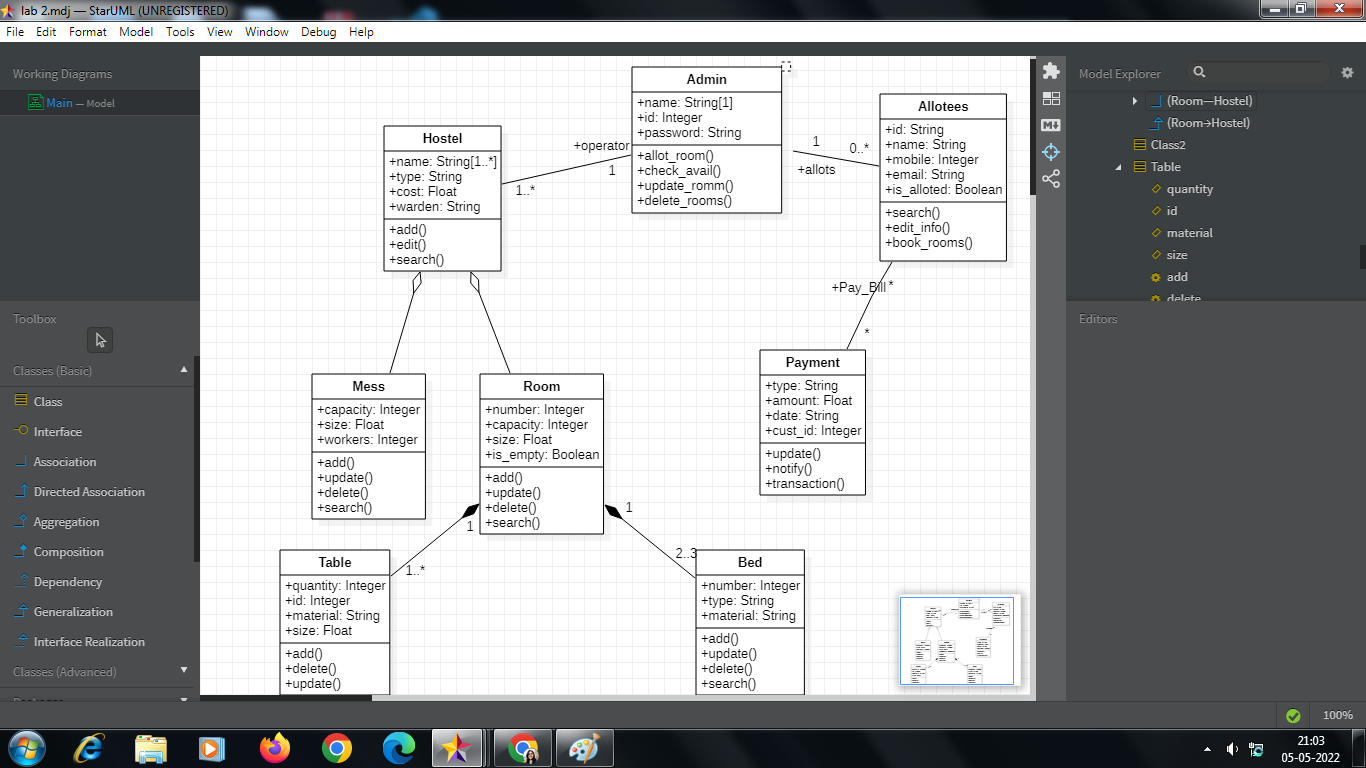 lab 2.mdj — StarUML (UNREGISTERED)
File Edit Format Model Tools View Window Debug Help
Working Diagrams
Main — Model
Toolbox
Classes (Basic)
Class
Interface
Association
Directed Association
Aggregation
Composition
Dependency
Generalization
Interface Realization
Classes (Advanced)
Hostel
+name: String[1..*]
+type: String
+cost: Float
+warden: String
+add()
+edit()
+search()
+operator
1
1..*
Admin
+name: String[1]
+id: Integer
+password: String
+allot_room()
+check_avail()
+update_romm()
+delete_rooms()
1
0..*
+allots
Allotees
+id: String
+name: String
+mobile: Integer
+email: String
+is_alloted: Boolean
+search()
+edit_info()
+book_rooms()
+Pay_Bill
*
*
Payment
+type: String
+amount: Float
+date: String
+cust_id: Integer
+update()
+notify()
+transaction()
Mess
+capacity: Integer
+size: Float
+workers: Integer
+add()
+update()
+delete()
+search()
Room
+number: Integer
+capacity: Integer
+size: Float
+is_empty: Boolean
+add()
+update()
+delete()
+search()
1
1..*
1
2..3
Table
+quantity: Integer
+id: Integer
+material: String
+size: Float
+add()
+delete()
+update()
Bed
+number: Integer
+type: String
+material: String
+add()
+update()
+delete()
+search()
Model Explorer
(Room—Hostel)
(Room→Hostel)
Class2
Table
quantity
id
material
size
add
delete
Editors
100%
21:03
05-05-2022